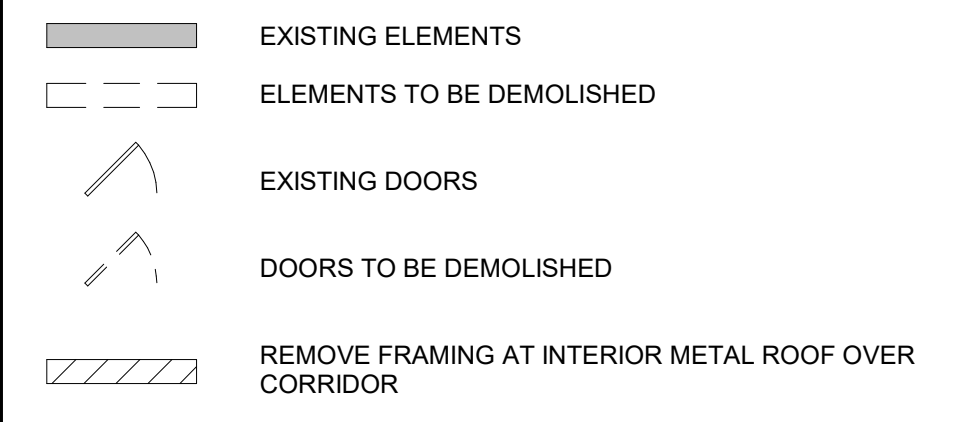 EXISTING ELEMENTS
ELEMENTS TO BE DEMOLISHED
EXISTING DOORS
DOORS TO BE DEMOLISHED
REMOVE FRAMING AT INTERIOR METAL ROOF OVER
CORRIDOR